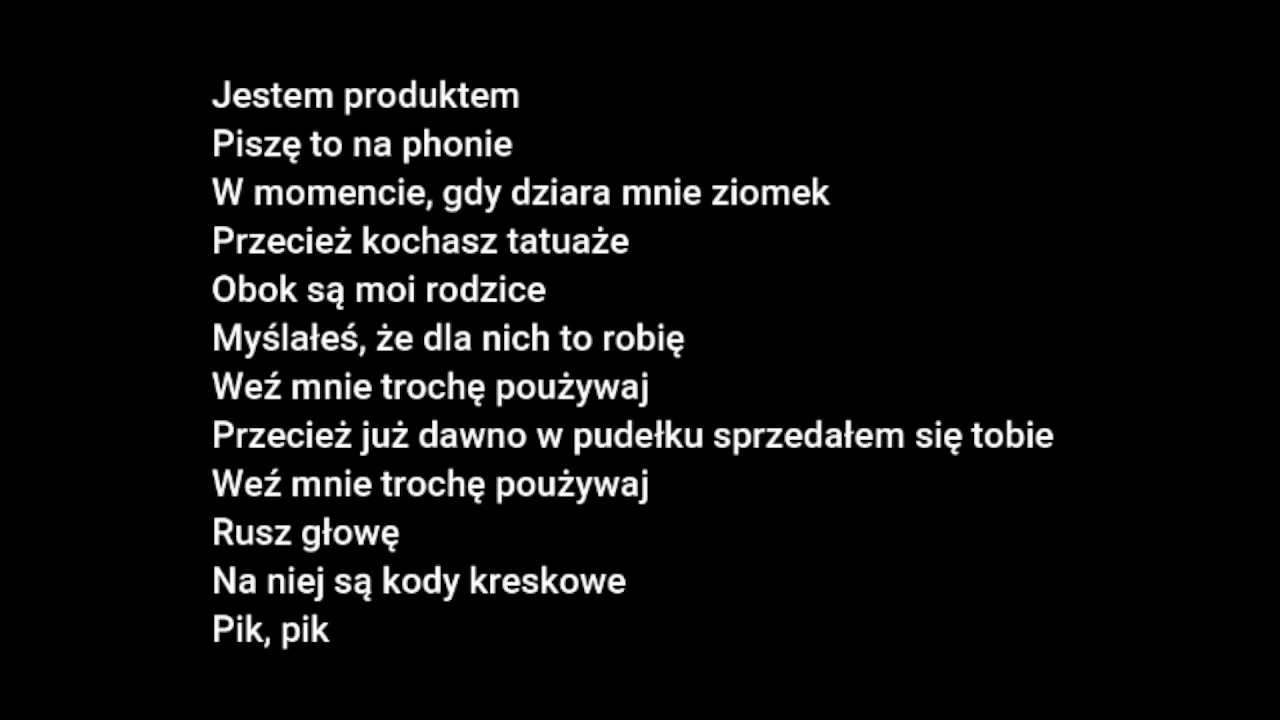 Jestem produktem
Piszę to na phonie
W momencie, gdy dziara mnie ziomek
Przecież kochasz tatuaże
Obok są moi rodzice
Myślałeś, że dla nich to robię
Weź mnie trochę poużywaj
Przecież już dawno w pudełku sprzedałem się tobie
Weź mnie trochę poużywaj
Rusz głowę
Na niej są kody kreskowe
Pik, pik